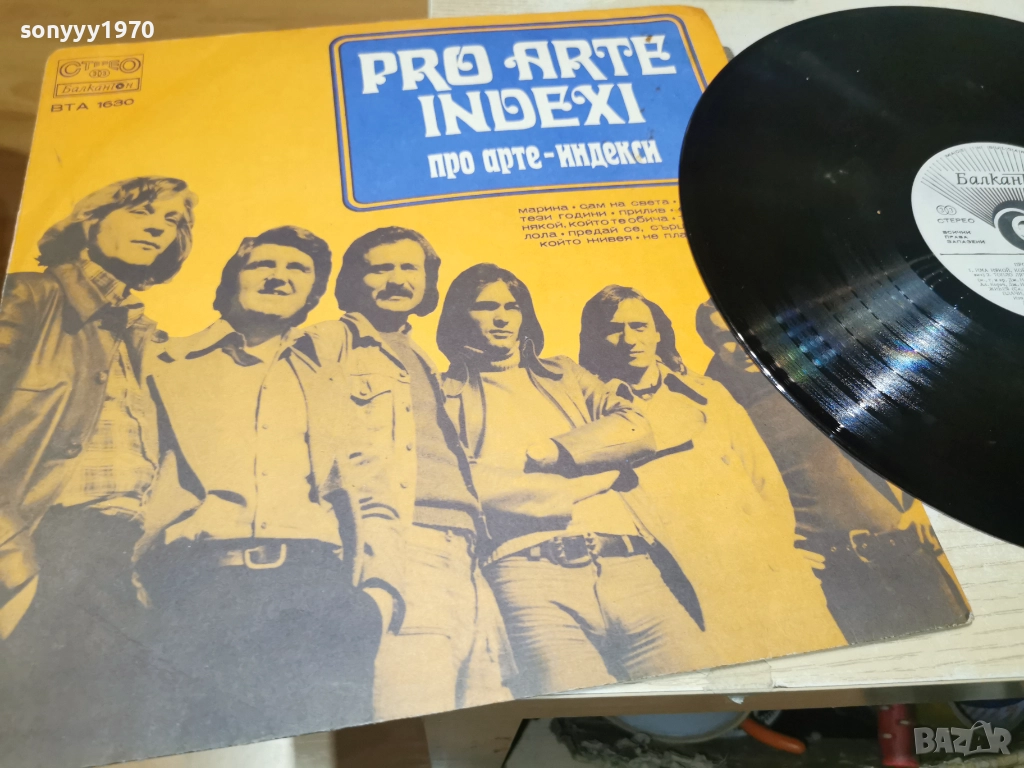 sonyyy1970
СТЕРЕО
Балкантон
ВТА 1630
PRO ARTE
INDEXI
про арте-индекси
марина • сам на света •
тези години • прилив •
някой, който те обича •
лола • предай се, сърц
който живея • не пла
Балкан
СТЕРЕО
ВСИЧКИ
ПРАВА
ЗАПАЗЕНИ
BAZAR